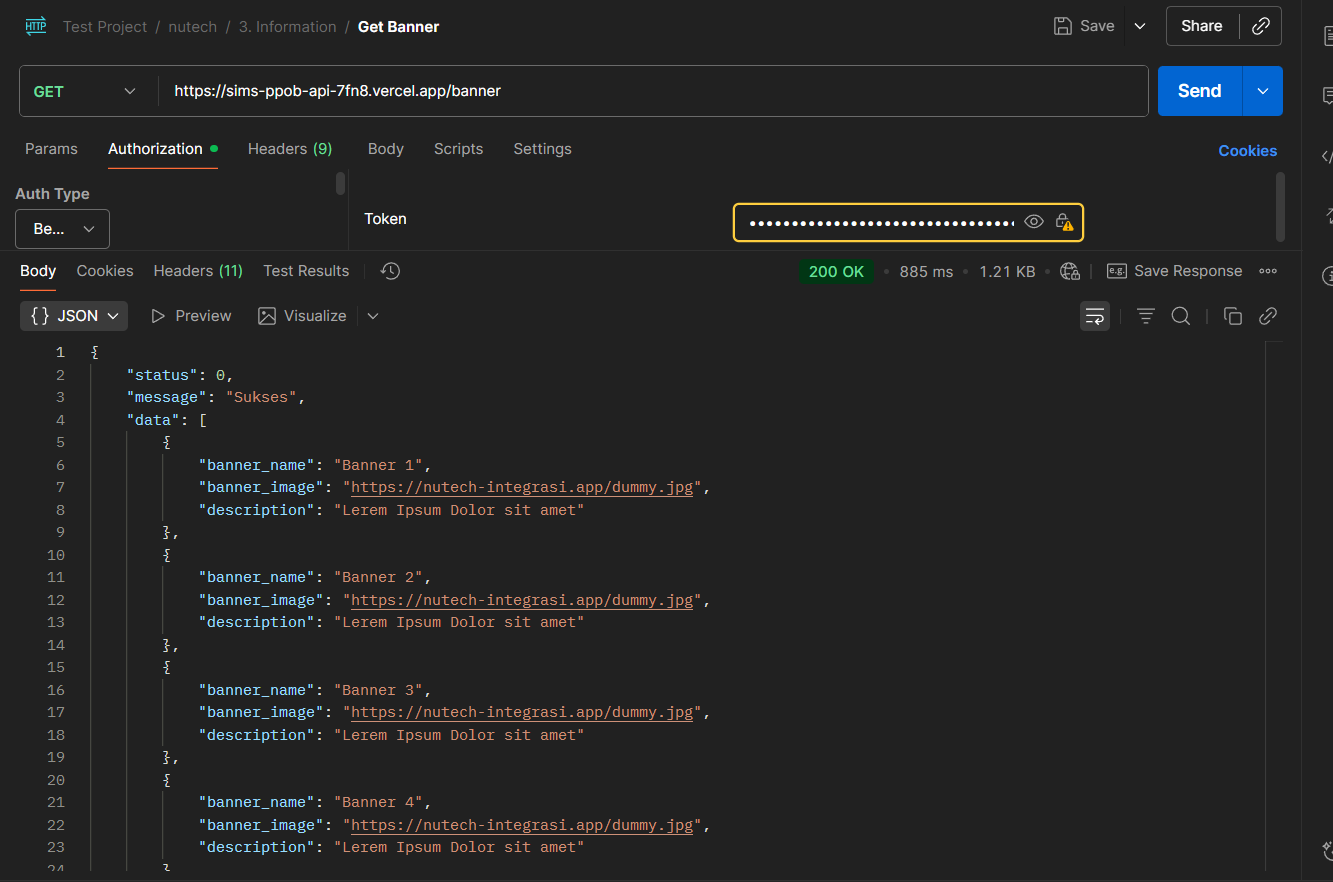 HTTP Test Project / nutech / 3. Information / Get Banner Save Share
GET https://sims-ppob-api-7fn8.vercel.app/banner Send
Params Authorization Headers (9) Body Scripts Settings Cookies
Auth Type
Be...
Token
Body Cookies Headers (11) Test Results 200 OK • 885 ms • 1.21 KB • e.g. Save Response
{} JSON Preview Visualize
1 {
2 "status": 0,
3 "message": "Sukses",
4 "data": [
5 {
6 "banner_name": "Banner 1",
7 "banner_image": "https://nutech-integrasi.app/dummy.jpg",
8 "description": "Lerem Ipsum Dolor sit amet"
9 },
10 {
11 "banner_name": "Banner 2",
12 "banner_image": "https://nutech-integrasi.app/dummy.jpg",
13 "description": "Lerem Ipsum Dolor sit amet"
14 },
15 {
16 "banner_name": "Banner 3",
17 "banner_image": "https://nutech-integrasi.app/dummy.jpg",
18 "description": "Lerem Ipsum Dolor sit amet"
19 },
20 {
21 "banner_name": "Banner 4",
22 "banner_image": "https://nutech-integrasi.app/dummy.jpg",
23 "description": "Lerem Ipsum Dolor sit amet"
24 }